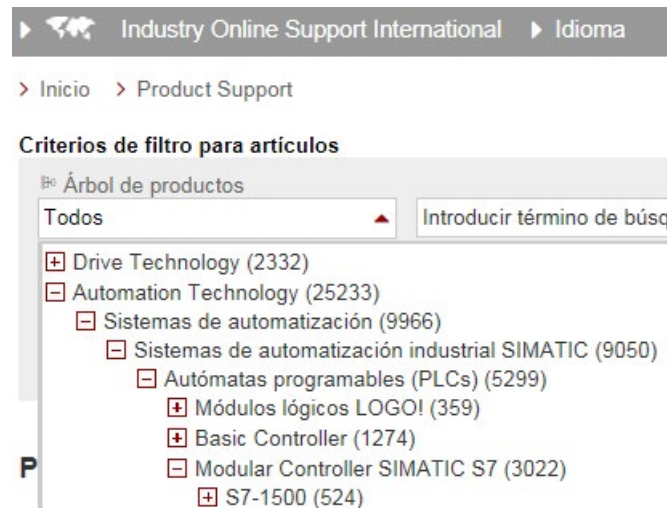 Industry Online Support International Idioma
Inicio Product Support
Criterios de filtro para artículos
Árbol de productos
Todos Introducir término de
Drive Technology (2332)
Automation Technology (25233)
Sistemas de automatización (9966)
Sistemas de automatización industrial SIMATIC (9050)
Autómatas programables (PLCs) (5299)
Módulos lógicos LOGO! (359)
Basic Controller (1274)
P Modular Controller SIMATIC S7 (3022)
S7-1500 (524)